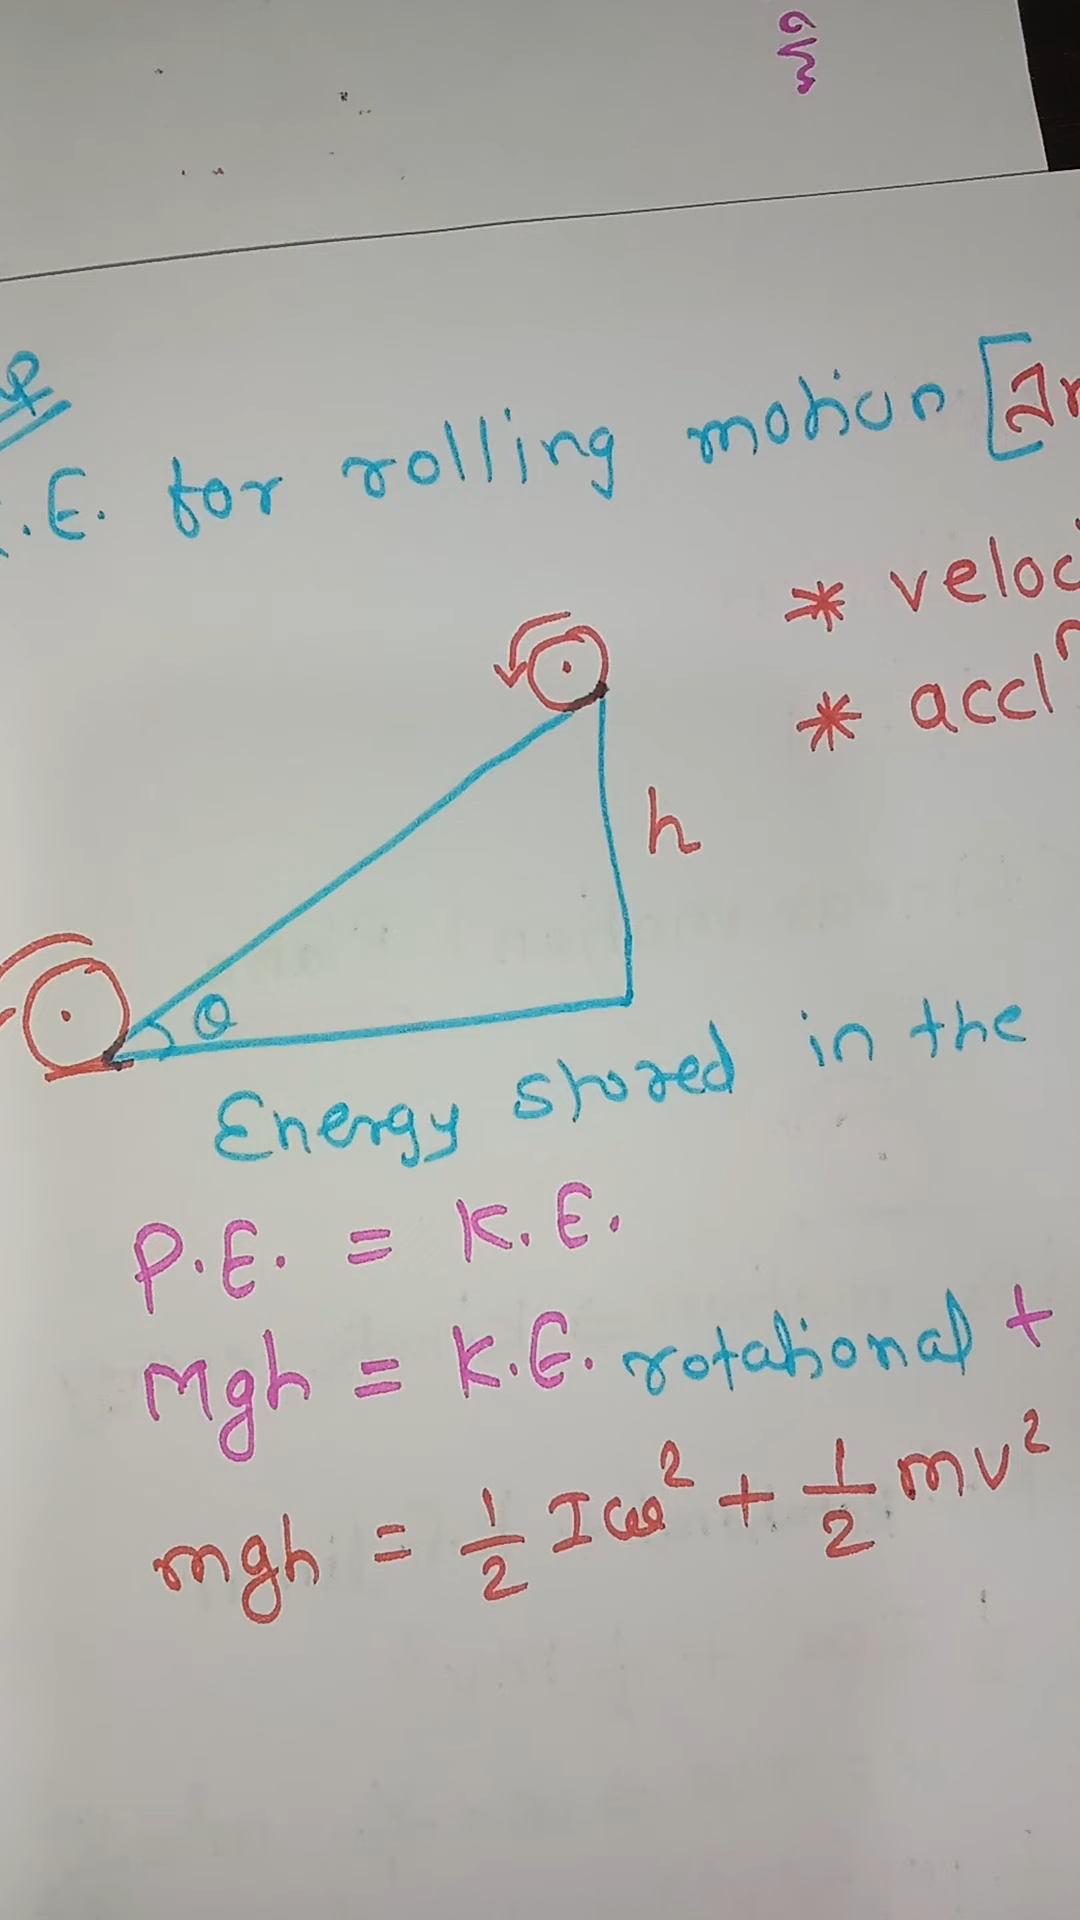 .E. for rolling motion [
* veloc
* accl n
h
θ
Energy stored in the
P.E. = K.E.
Mgh = K.E. rotational +
mgh = 1/2 Iω² + 1/2 mv²